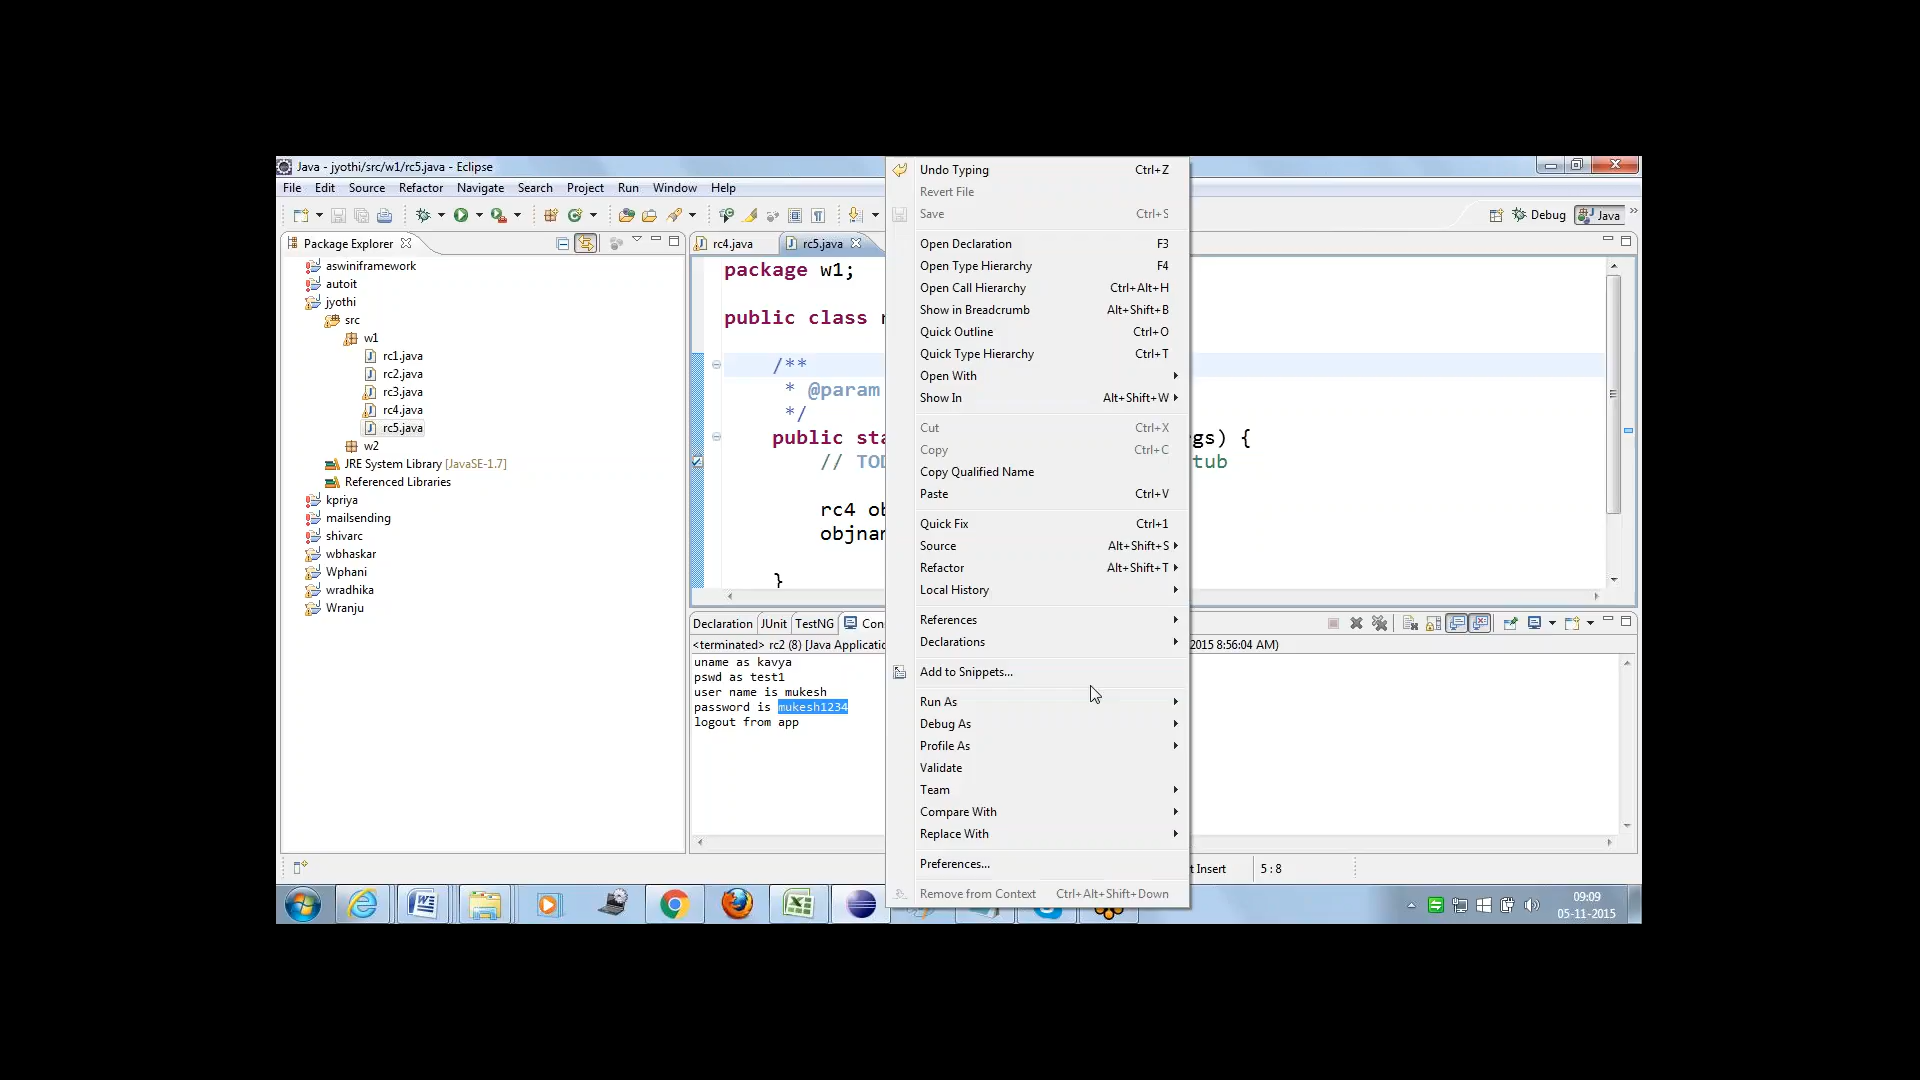 Java - jyothi/src/w1/rc5.java - Eclipse
File Edit Source Refactor Navigate Search Project Run Window Help
Debug Java
Package Explorer
aswiniframework
autoit
jyothi
src
w1
rc1.java
rc2.java
rc3.java
rc4.java
rc5.java
w2
JRE System Library [JavaSE-1.7]
Referenced Libraries
kpriya
mailsending
shivarc
wbhaskar
Wphani
wradhika
Wranju
rc4.java rc5.java
package w1;
public class
/**
* @param
*/
public gs) {
// tub
rc4
}
Declaration JUnit TestNG
<terminated> rc2 (8) [Java 2015 8:56:04 AM)
uname as kavya
pswd as test1
user name is mukesh
password is mukesh1234
logout from app
Undo Typing Ctrl+Z
Revert File
Save Ctrl+S
Open Declaration F3
Open Type Hierarchy F4
Open Call Hierarchy Ctrl+Alt+H
Show in Breadcrumb Alt+Shift+B
Quick Outline Ctrl+O
Quick Type Hierarchy Ctrl+T
Open With
Show In Alt+Shift+W
Cut Ctrl+X
Copy Ctrl+C
Copy Qualified Name
Paste Ctrl+V
Quick Fix Ctrl+1
Source Alt+Shift+S
Refactor Alt+Shift+T
Local History
References
Declarations
Add to Snippets...
Run As
Debug As
Profile As
Validate
Team
Compare With
Replace With
Preferences...
Remove from Context Ctrl+Alt+Shift+Down
Insert 5 : 8
09:09
05-11-2015